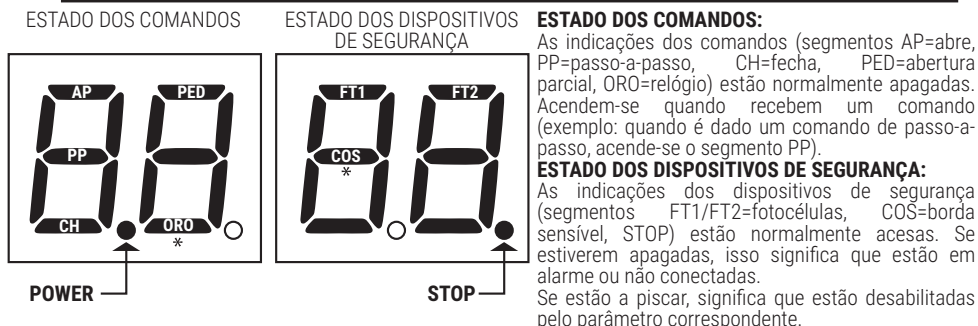 ESTADO DOS COMANDOS
ESTADO DOS DISPOSITIVOS
DE SEGURANÇA
AP
PED
PP
CH
ORO
*
POWER
FT1
FT2
COS
*
STOP
ESTADO DOS COMANDOS:
As indicações dos comandos (segmentos AP=abre,
PP=passo-a-passo, CH=fecha, PED=abertura
parcial, ORO=relógio) estão normalmente apagadas.
Acendem-se quando recebem um comando
(exemplo: quando é dado um comando de passo-a-
passo, acende-se o segmento PP).
ESTADO DOS DISPOSITIVOS DE SEGURANÇA:
As indicações dos dispositivos de segurança
(segmentos FT1/FT2=fotocélulas, COS=borda
sensível, STOP) estão normalmente acesas. Se
estiverem apagadas, isso significa que estão em
alarme ou não conectadas.
Se estão a piscar, significa que estão desabilitadas
pelo parâmetro correspondente.